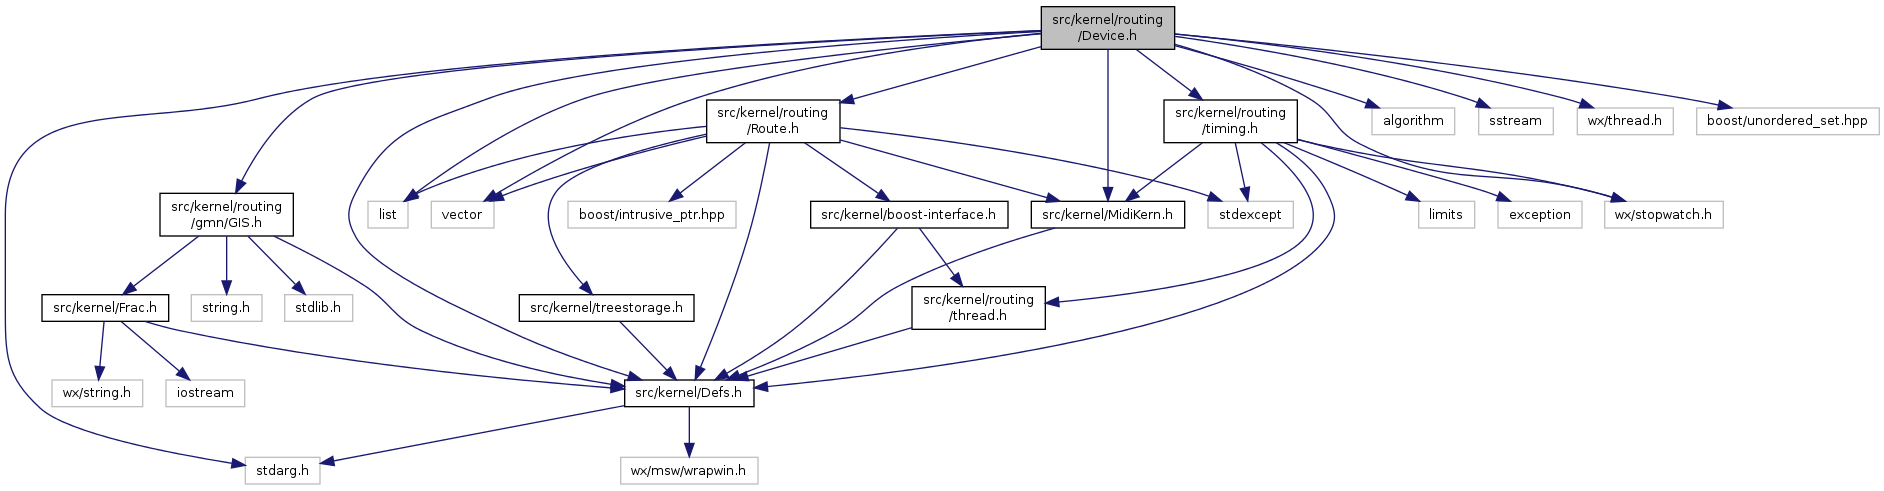 src/kernel/routing
/Device.h
src/kernel/routing
/Route.h
src/kernel/routing
/timing.h
algorithm
sstream
wx/thread.h
boost/unordered_set.hpp
src/kernel/routing
/gmn/GIS.h
list
vector
boost/intrusive_ptr.hpp
src/kernel/boost-interface.h
src/kernel/MidiKern.h
stdexcept
limits
exception
wx/stopwatch.h
src/kernel/Frac.h
string.h
stdlib.h
src/kernel/treestorage.h
src/kernel/routing
/thread.h
wx/string.h
iostream
src/kernel/Defs.h
stdarg.h
wx/msw/wrapwin.h